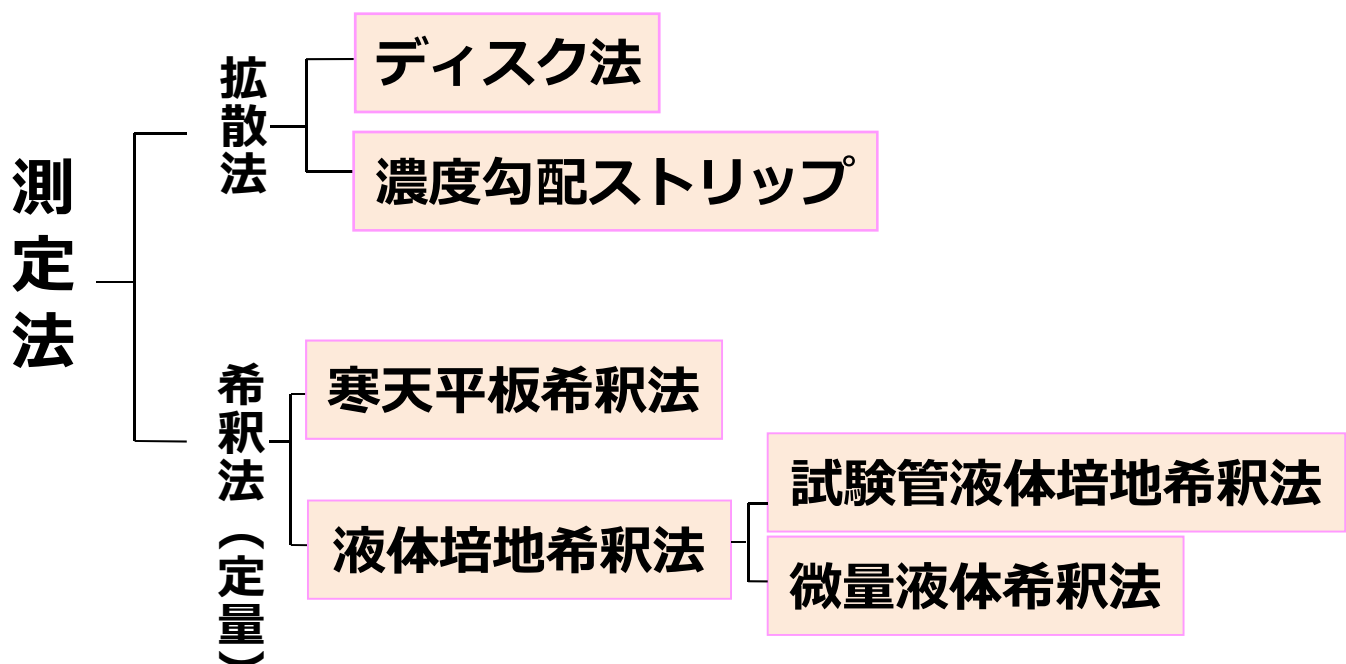 測定法
拡散法
ディスク法
濃度勾配ストリップ
希釈法（定量）
寒天平板希釈法
液体培地希釈法
試験管液体培地希釈法
微量液体希釈法